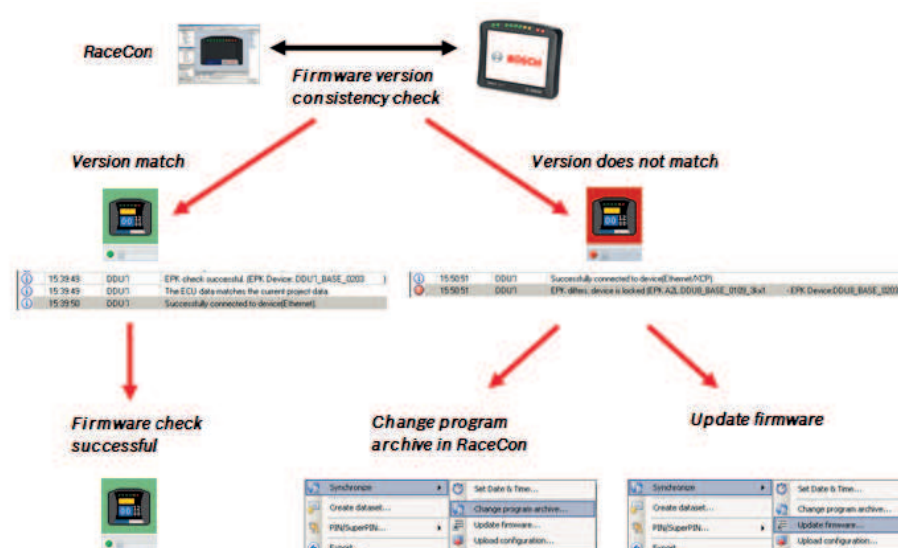 RaceCon
BOSCH
Firmware version
consistency check
Version match
Version does not match
15:39:49 DDU1 EPK check successful. (EPK Device: DDU1_BASE_0203 )
15:39:49 DDU1 The ECU data matches the current project data.
15:39:50 DDU1 Successfully connected to device(Ethernet).
15:50:51 DDU1 Successfully connected to device(Ethernet/XCP)
15:50:51 DDU1 EPK differs, device is locked (EPK A2L: - EPK Device:
Firmware check
successful
Change program
archive in RaceCon
Update firmware
Synchronize Set Date & Time...
Create dataset... Change program archive...
PIN/SuperPIN... Update firmware...
Export Upload configuration...
Synchronize Set Date & Time...
Create dataset... Change program archive...
PIN/SuperPIN... Update firmware...
Export Upload configuration...